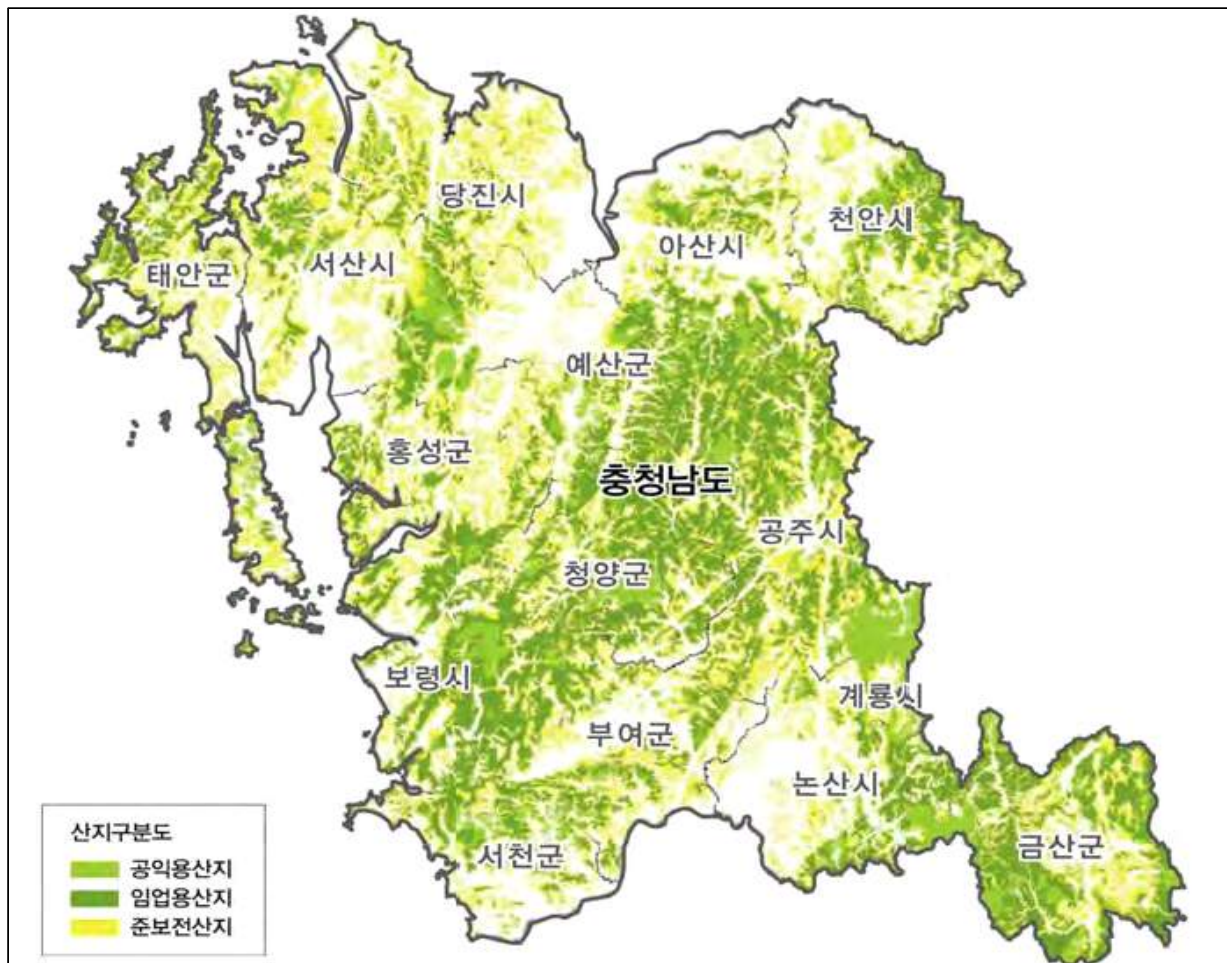 당진시
천안시
아산시
태안군
서산시
예산군
홍성군
충청남도
공주시
청양군
보령시
계룡시
부여군
논산시
서천군
금산군
산지구분도
공익용산지
임업용산지
준보전산지